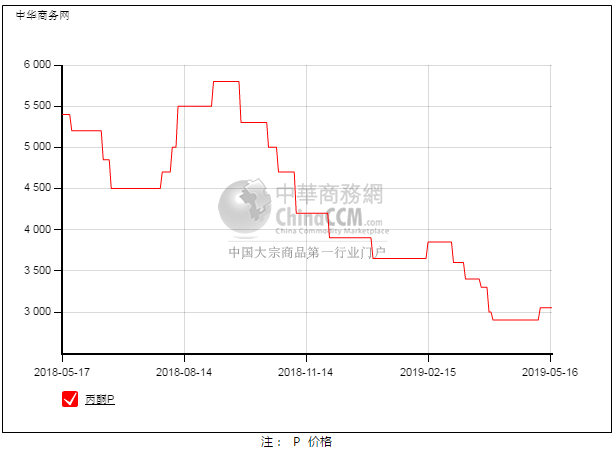 中华商务网
6 000
5 500
5 000
4 500
4 000
3 500
3 000
中華商務網
ChinaCCM.com
China Commodity Marketplace
中国大宗商品第一行业门户
2018-05-17
2018-08-14
2018-11-14
2019-02-15
2019-05-16
丙酮P
注： P 价格